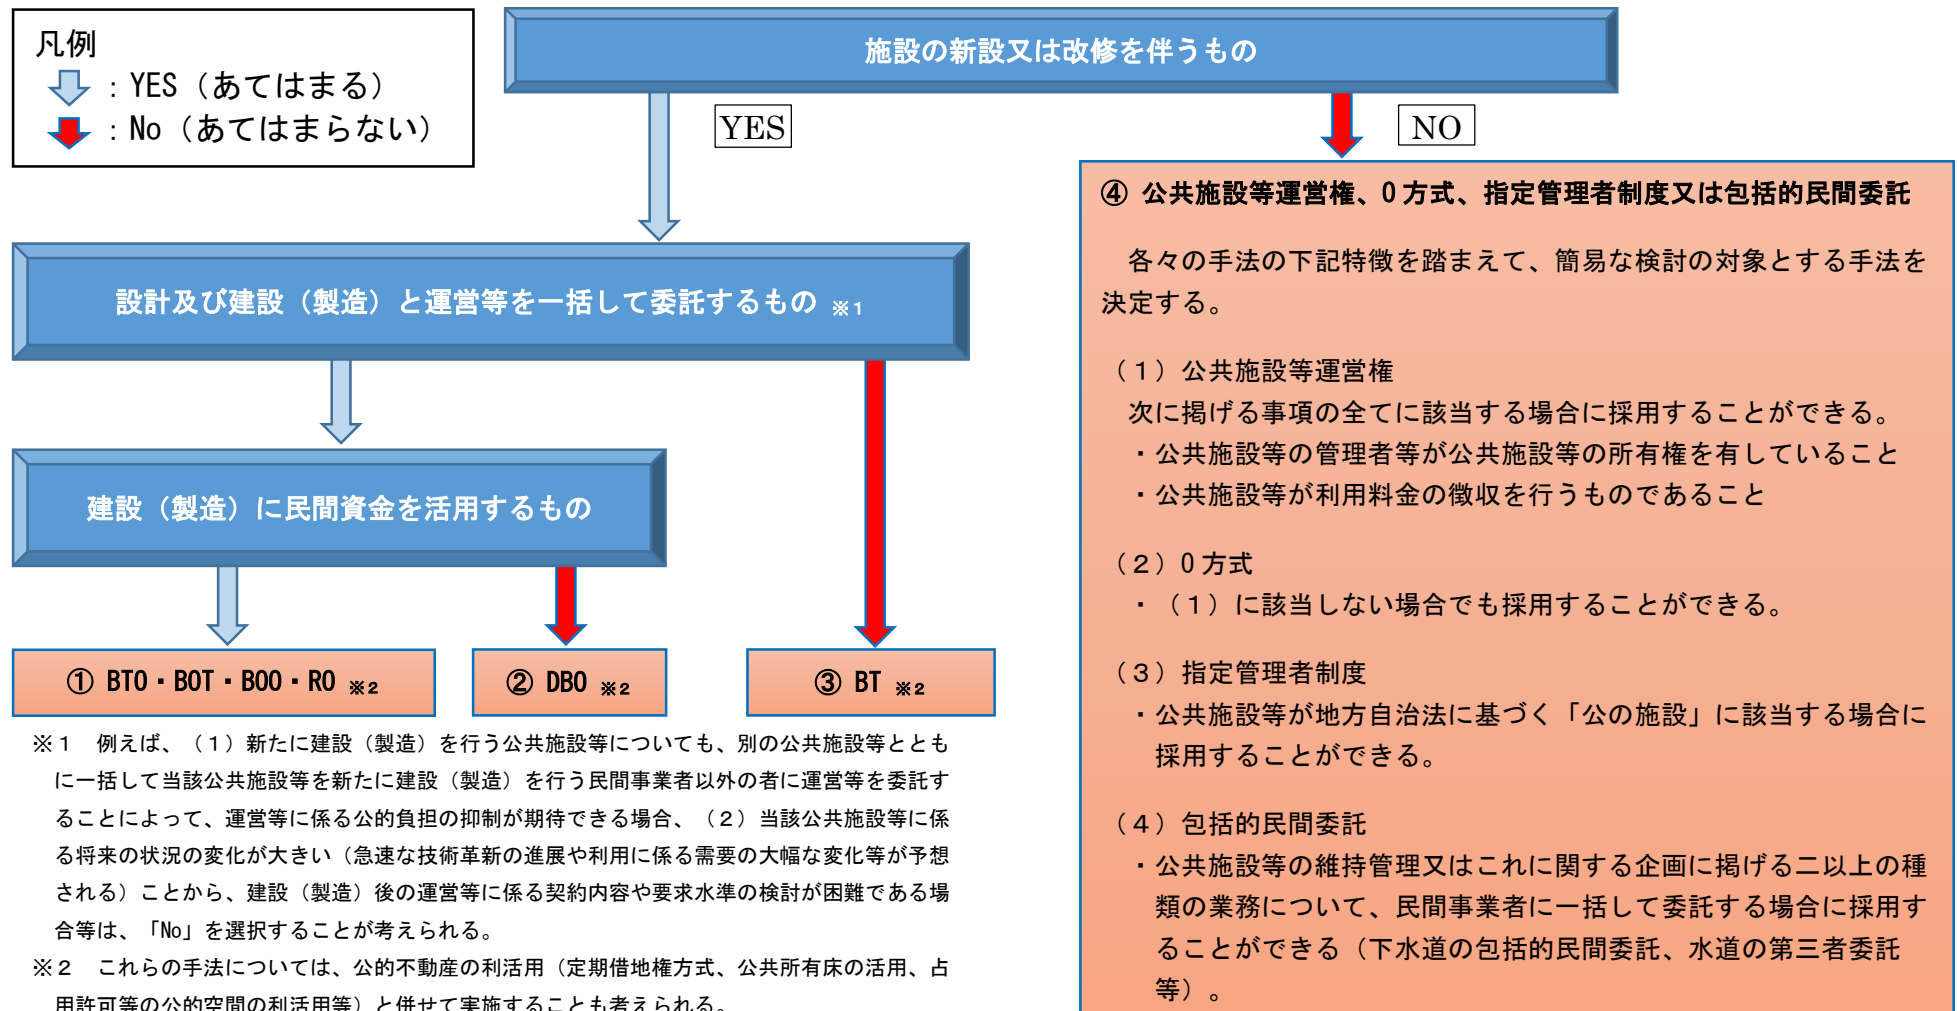 凡例
：YES（あてはまる）
：No（あてはまらない）
施設の新設又は改修を伴うもの
YES
NO
設計及び建設（製造）と運営等を一括して委託するもの ※1
建設（製造）に民間資金を活用するもの
① BTO・BOT・BOO・RO ※2
② DBO ※2
③ BT ※2
※１　例えば、（１）新たに建設（製造）を行う公共施設等についても、別の公共施設等ととも
に一括して当該公共施設等を新たに建設（製造）を行う民間事業者以外の者に運営等を委託す
ることによって、運営等に係る公的負担の抑制が期待できる場合、（２）当該公共施設等に係
る将来の状況の変化が大きい（急速な技術革新の進展や利用に係る需要の大幅な変化等が予想
される）ことから、建設（製造）後の運営等に係る契約内容や要求水準の検討が困難である場
合等は、「No」を選択することが考えられる。
※２　これらの手法については、公的不動産の利活用（定期借地権方式、公共所有床の活用、占
用許可等の公的空間の利活用等）と併せて実施することも考えられる。
④ 公共施設等運営権、O方式、指定管理者制度又は包括的民間委託
各々の手法の下記特徴を踏まえて、簡易な検討の対象とする手法を
決定する。
（１）公共施設等運営権
次に掲げる事項の全てに該当する場合に採用することができる。
・公共施設等の管理者等が公共施設等の所有権を有していること
・公共施設等が利用料金の徴収を行うものであること
（２）O方式
・（１）に該当しない場合でも採用することができる。
（３）指定管理者制度
・公共施設等が地方自治法に基づく「公の施設」に該当する場合に
採用することができる。
（４）包括的民間委託
・公共施設等の維持管理又はこれに関する企画に掲げる二以上の種
類の業務について、民間事業者に一括して委託する場合に採用す
ることができる（下水道の包括的民間委託、水道の第三者委託
等）。